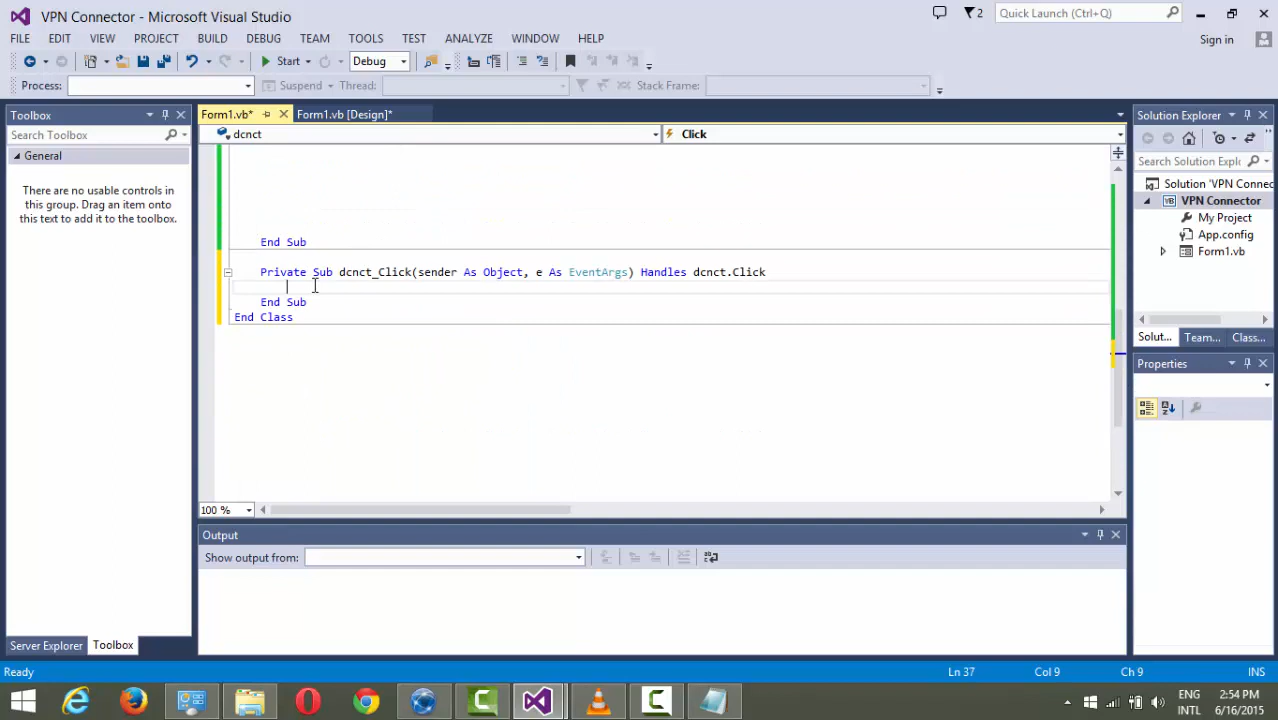 VPN Connector - Microsoft Visual Studio
2
Quick Launch (Ctrl+Q)
FILE EDIT VIEW PROJECT BUILD DEBUG TEAM TOOLS TEST ANALYZE WINDOW HELP
Sign in
Start Debug
Process: Suspend Thread: Stack Frame:
Toolbox
Search Toolbox
General
There are no usable controls in
this group. Drag an item onto
this text to add it to the toolbox.
Server Explorer Toolbox
Form1.vb* Form1.vb [Design]*
dcnct Click
End Sub
Private Sub dcnct_Click(sender As Object, e As EventArgs) Handles dcnct.Click
End Sub
End Class
100 %
Output
Show output from:
Solution Explorer
Search Solution Explo
Solution 'VPN Connec
VB VPN Connector
My Project
App.config
Form1.vb
Solut... Team... Class...
Properties
Ready Ln 37 Col 9 Ch 9 INS
ENG 2:54 PM
INTL 6/16/2015